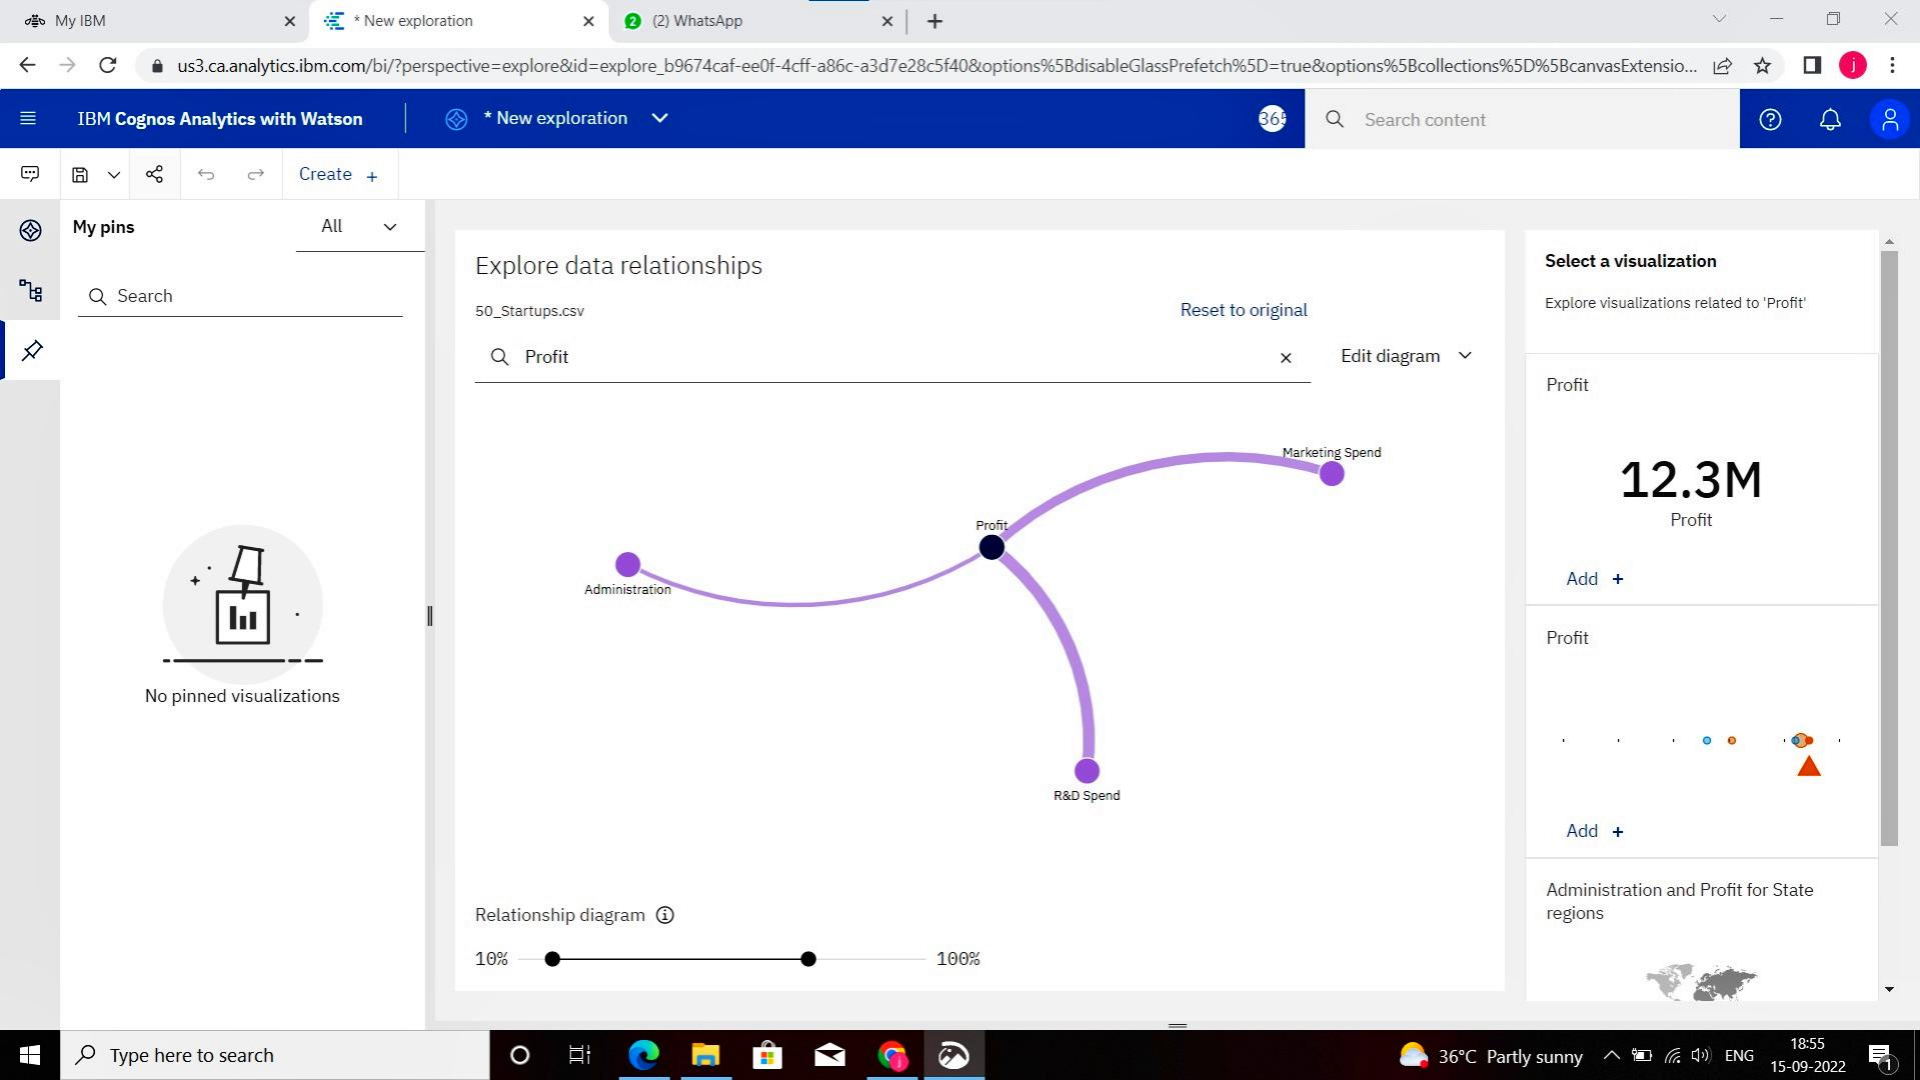 My IBM
* New exploration
2
(2) WhatsApp
us3.ca.analytics.ibm.com/bi/?perspective=explore&id=explore_b9674caf-ee0f-4cff-a86c-a3d7e28c5f40&options%5BdisableGlassPrefetch%5D=true&options%5Bcollections%5D%5BcanvasExtensio...
j
IBM Cognos Analytics with Watson
* New exploration
365
Search content
Create +
My pins
All
Search
No pinned visualizations
Explore data relationships
50_Startups.csv
Reset to original
Profit
Edit diagram
Marketing Spend
Profit
Administration
R&D Spend
Relationship diagram
10%
100%
Select a visualization
Explore visualizations related to 'Profit'
Profit
12.3M
Profit
Add +
Profit
Add +
Administration and Profit for State
regions
Type here to search
36°C Partly sunny
ENG
18:55
15-09-2022
1